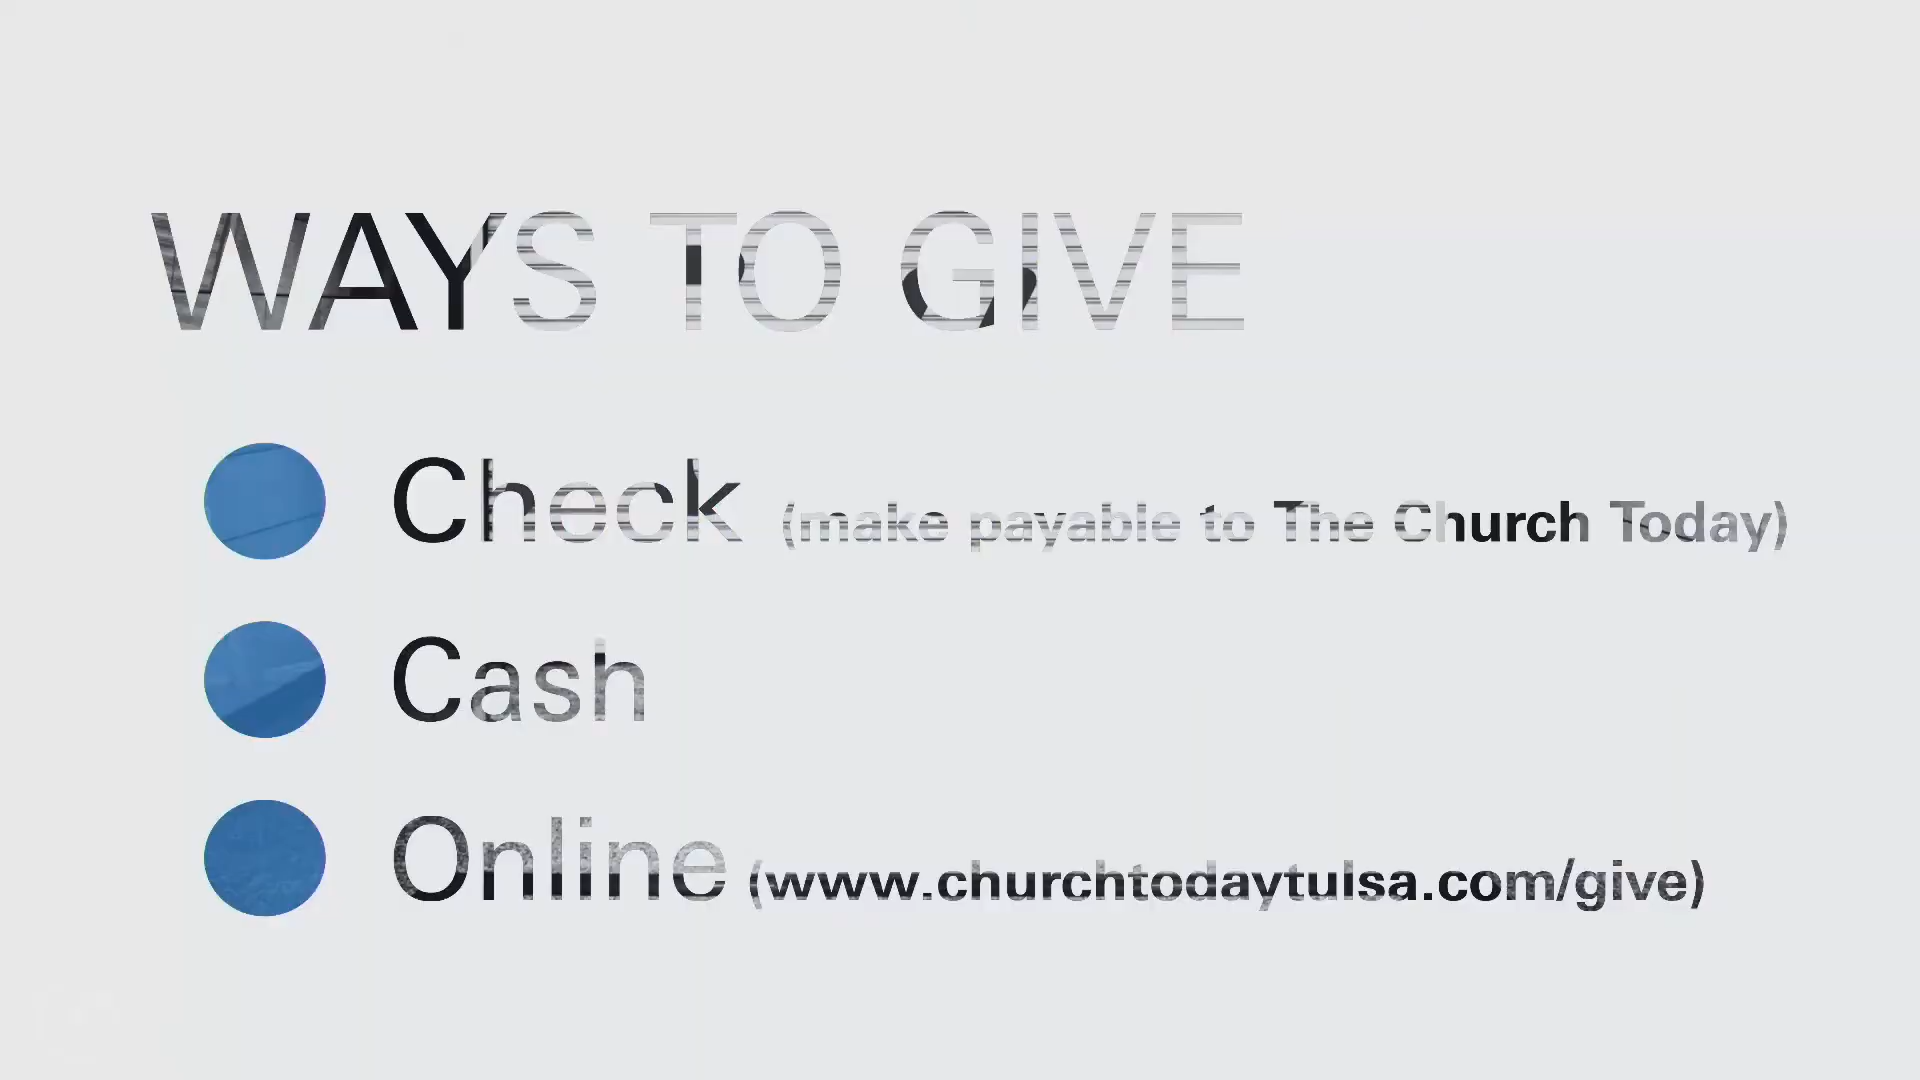 WAYS TO GIVE
Check (make payable to The Church Today)
Cash
Online (www.churchtodaytulsa.com/give)